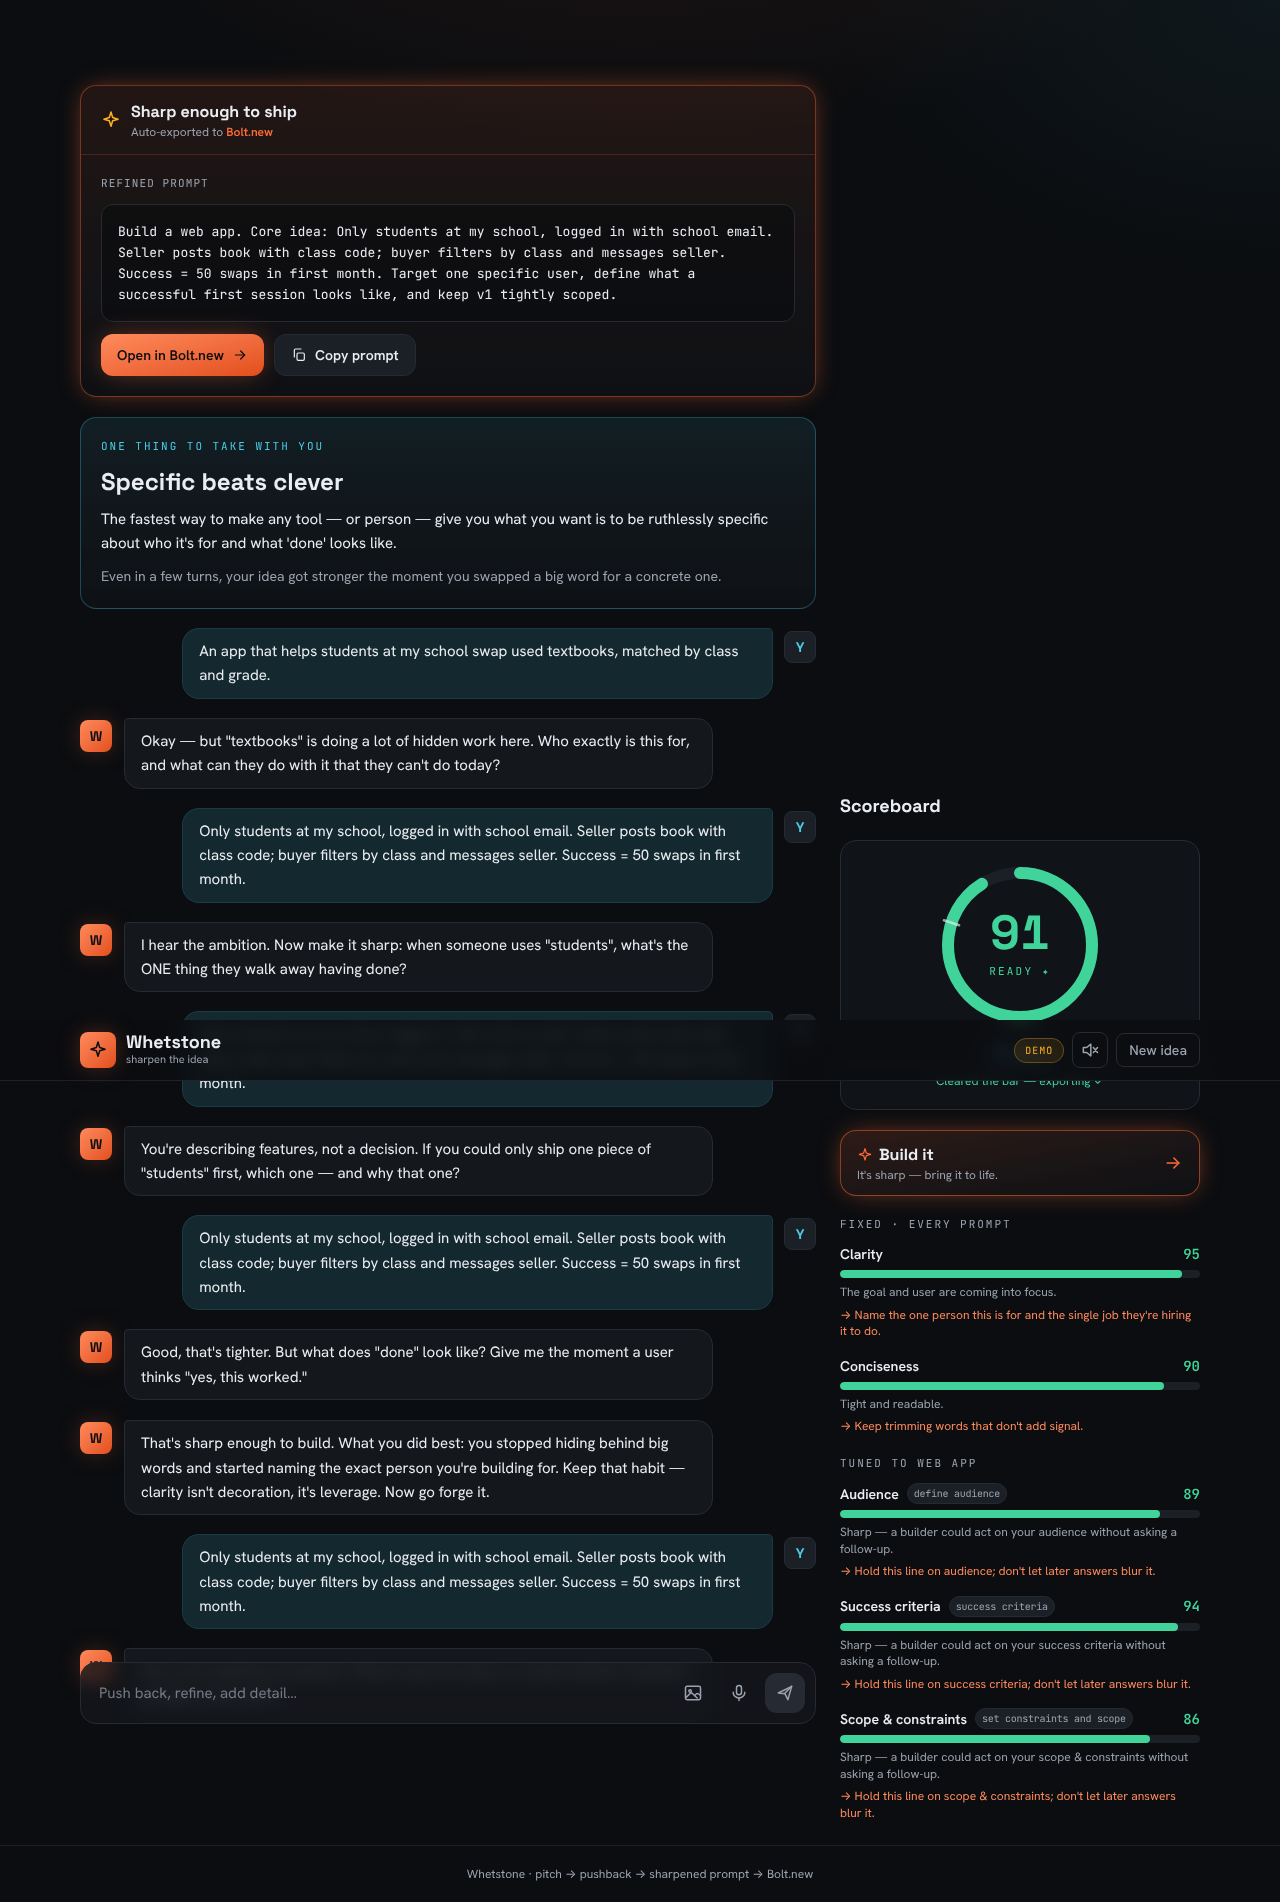 Sharp enough to ship
Auto-exported to Bolt.new
REFINED PROMPT
Build a web app. Core idea: Only students at my school, logged in with school email.
Seller posts book with class code; buyer filters by class and messages seller.
Success = 50 swaps in first month. Target one specific user, define what a
successful first session looks like, and keep v1 tightly scoped.
Open in Bolt.new →
Copy prompt
ONE THING TO TAKE WITH YOU
Specific beats clever
The fastest way to make any tool — or person — give you what you want is to be ruthlessly specific
about who it's for and what 'done' looks like.
Even in a few turns, your idea got stronger the moment you swapped a big word for a concrete one.
An app that helps students at my school swap used textbooks, matched by class
and grade.
Y
W
Okay — but "textbooks" is doing a lot of hidden work here. Who exactly is this for,
and what can they do with it that they can't do today?
Only students at my school, logged in with school email. Seller posts book with
class code; buyer filters by class and messages seller. Success = 50 swaps in first
month.
Y
W
I hear the ambition. Now make it sharp: when someone uses "students", what's the
ONE thing they walk away having done?
Whetstone
sharpen the idea
DEMO
New idea
month.
W
You're describing features, not a decision. If you could only ship one piece of
"students" first, which one — and why that one?
Only students at my school, logged in with school email. Seller posts book with
class code; buyer filters by class and messages seller. Success = 50 swaps in first
month.
Y
W
Good, that's tighter. But what does "done" look like? Give me the moment a user
thinks "yes, this worked."
W
That's sharp enough to build. What you did best: you stopped hiding behind big
words and started naming the exact person you're building for. Keep that habit —
clarity isn't decoration, it's leverage. Now go forge it.
Only students at my school, logged in with school email. Seller posts book with
class code; buyer filters by class and messages seller. Success = 50 swaps in first
month.
Y
Push back, refine, add detail...
Scoreboard
91
READY ✦
Cleared the bar — exporting
Build it
It's sharp — bring it to life.
→
FIXED · EVERY PROMPT
Clarity 95
The goal and user are coming into focus.
→ Name the one person this is for and the single job they're hiring
it to do.
Conciseness 90
Tight and readable.
→ Keep trimming words that don't add signal.
TUNED TO WEB APP
Audience define audience 89
Sharp — a builder could act on your audience without asking a
follow-up.
→ Hold this line on audience; don't let later answers blur it.
Success criteria success criteria 94
Sharp — a builder could act on your success criteria without
asking a follow-up.
→ Hold this line on success criteria; don't let later answers blur it.
Scope & constraints set constraints and scope 86
Sharp — a builder could act on your scope & constraints without
asking a follow-up.
→ Hold this line on scope & constraints; don't let later answers
blur it.
Whetstone · pitch → pushback → sharpened prompt → Bolt.new